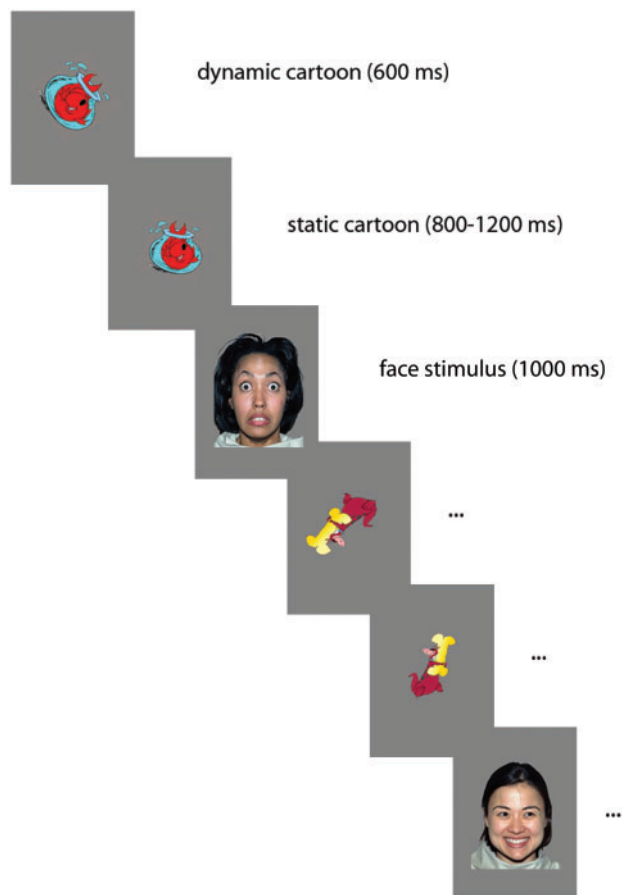 dynamic cartoon (600 ms)
static cartoon (800-1200 ms)
face stimulus (1000 ms)
...
...
...